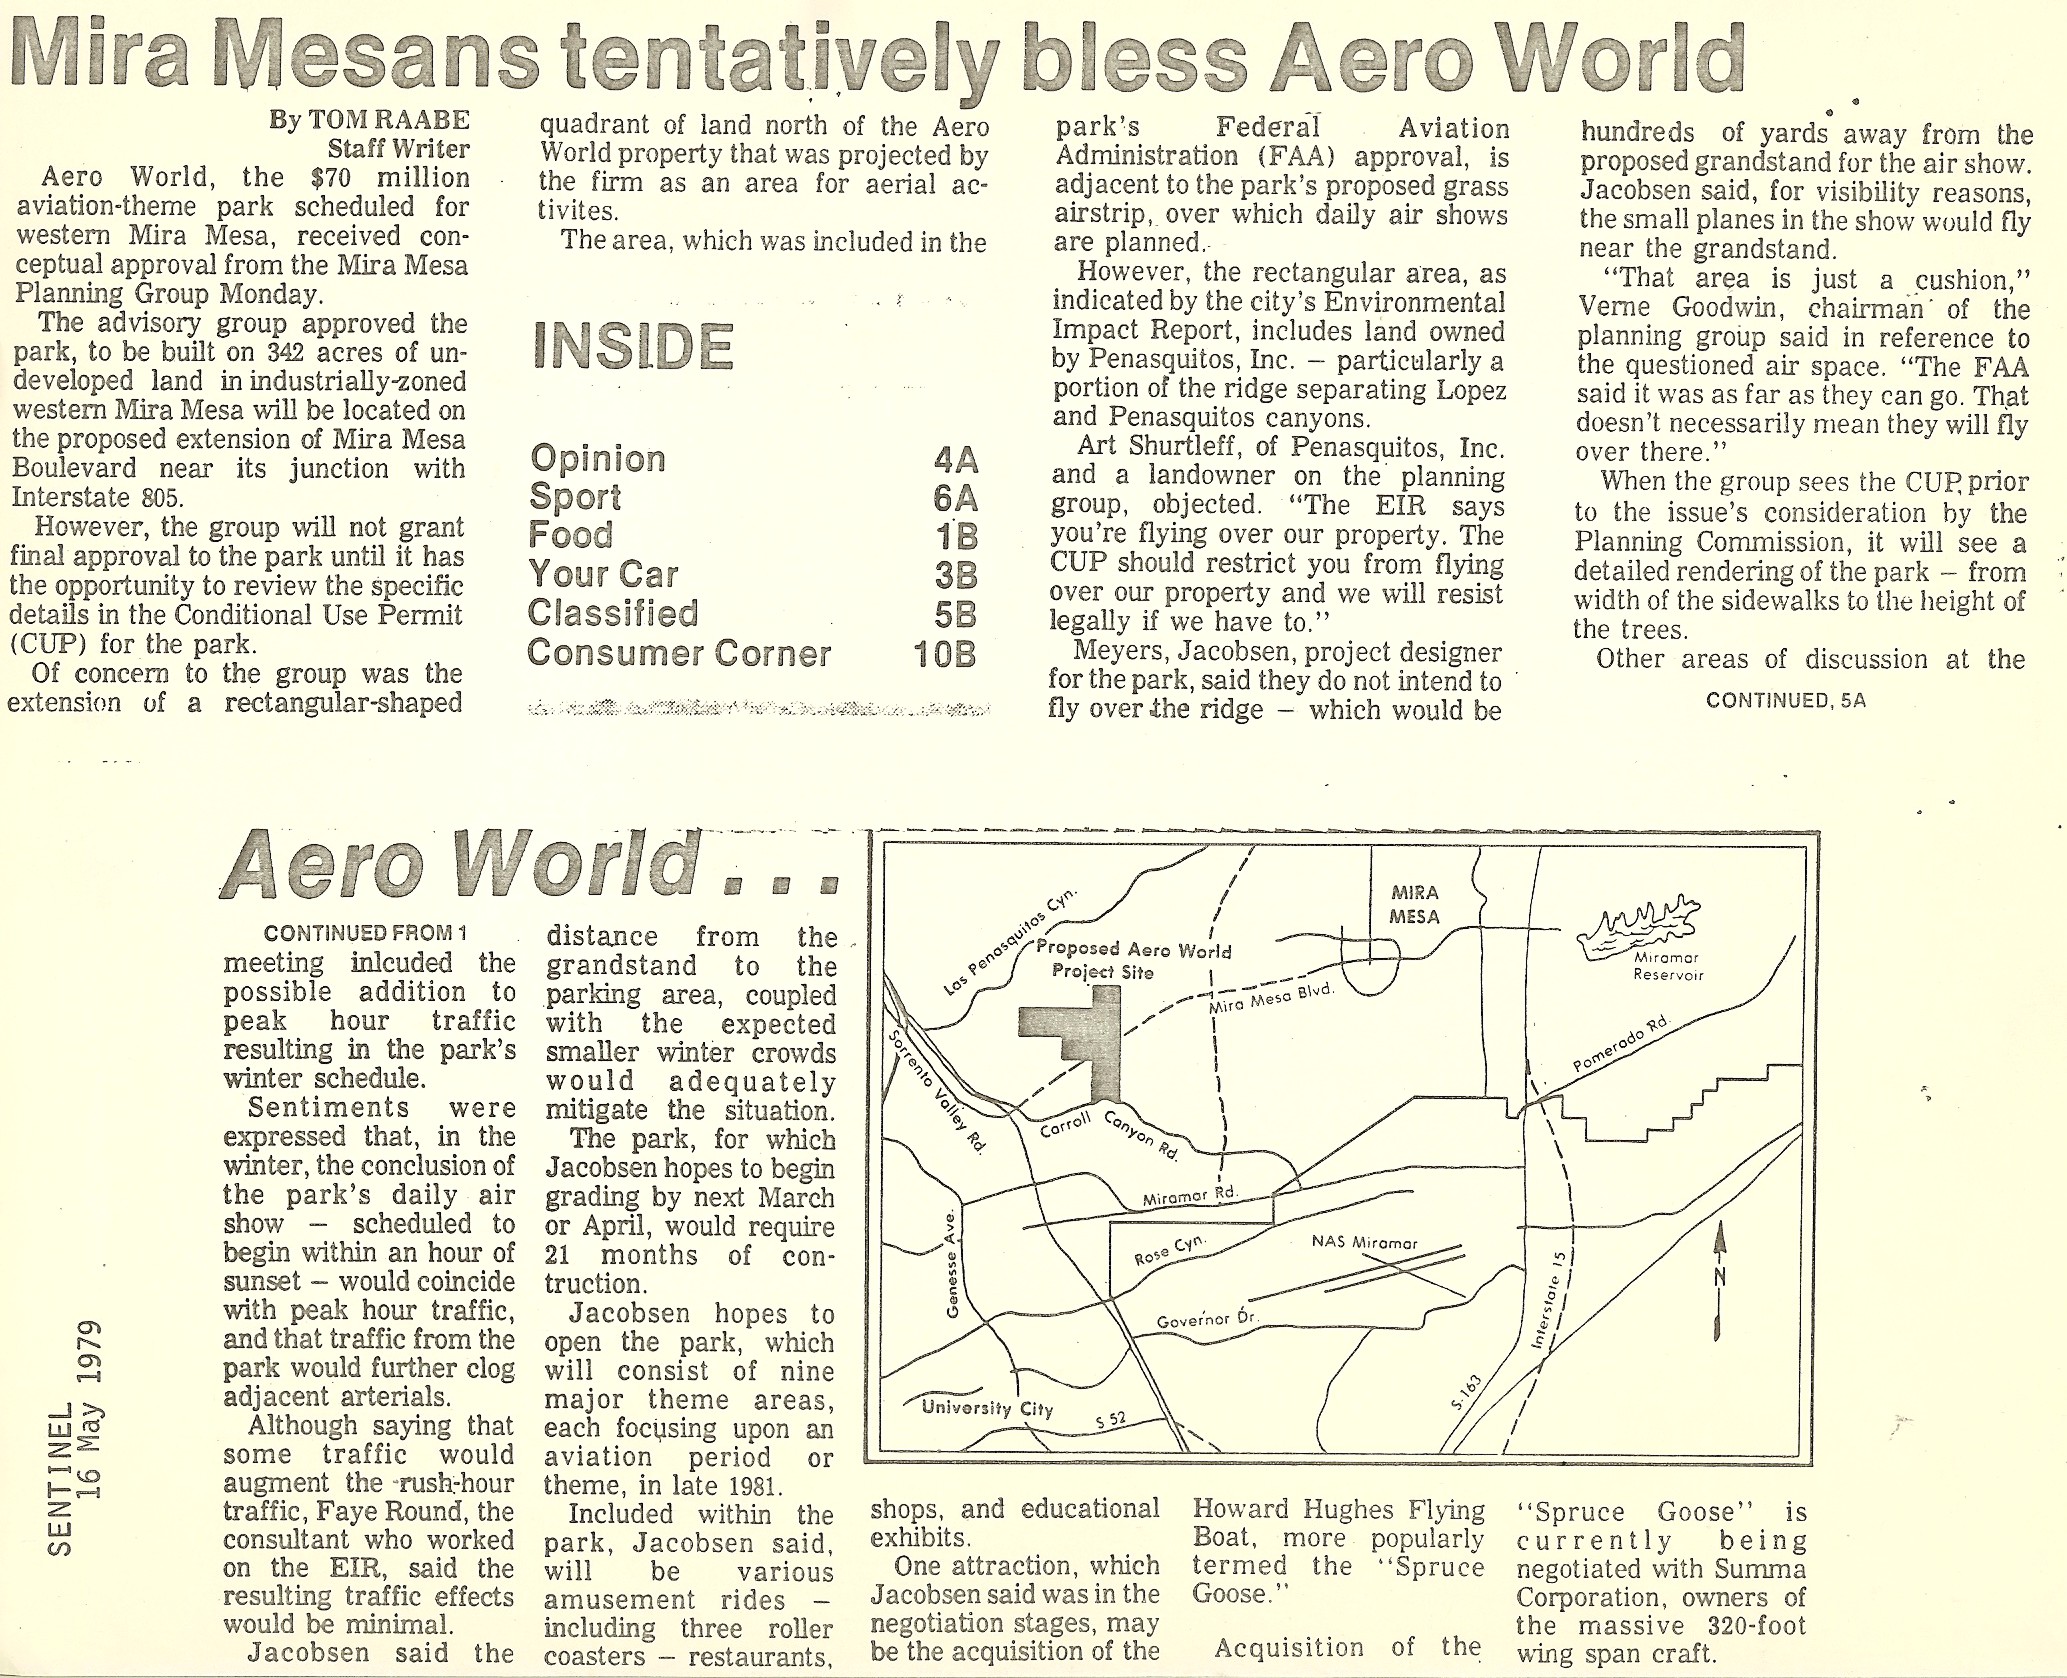 Mira Mesans tentatively bless Aero World
By TOM RAABE
Staff Writer
Aero World, the $70 million
aviation-theme park scheduled for
western Mira Mesa, received con-
ceptual approval from the Mira Mesa
Planning Group Monday.
The advisory group approved the
park, to be built on 342 acres of un-
developed land in industrially-zoned
western Mira Mesa will be located on
the proposed extension of Mira Mesa
Boulevard near its junction with
Interstate 805.
However, the group will not grant
final approval to the park until it has
the opportunity to review the specific
details in the Conditional Use Permit
(CUP) for the park.
Of concern to the group was the
extension of a rectangular-shaped
quadrant of land north of the Aero
World property that was projected by
the firm as an area for aerial ac-
tivites.
The area, which was included in the
INSIDE
Opinion 4A
Sport 6A
Food 1B
Your Car 3B
Classified 5B
Consumer Corner 10B
park's Federal Aviation
Administration (FAA) approval, is
adjacent to the park's proposed grass
airstrip, over which daily air shows
are planned.
However, the rectangular area, as
indicated by the city's Environmental
Impact Report, includes land owned
by Penasquitos, Inc. — particularly a
portion of the ridge separating Lopez
and Penasquitos canyons.
Art Shurtleff, of Penasquitos, Inc.
and a landowner on the planning
group, objected. "The EIR says
you're flying over our property. The
CUP should restrict you from flying
over our property and we will resist
legally if we have to."
Meyers, Jacobsen, project designer
for the park, said they do not intend to
fly over the ridge — which would be
hundreds of yards away from the
proposed grandstand for the air show.
Jacobsen said, for visibility reasons,
the small planes in the show would fly
near the grandstand.
"That area is just a cushion,"
Verne Goodwin, chairman of the
planning group said in reference to
the questioned air space. "The FAA
said it was as far as they can go. That
doesn't necessarily mean they will fly
over there."
When the group sees the CUP, prior
to the issue's consideration by the
Planning Commission, it will see a
detailed rendering of the park — from
width of the sidewalks to the height of
the trees.
Other areas of discussion at the
CONTINUED, 5A
Aero World . . .
CONTINUED FROM 1
meeting inlcuded the
possible addition to
peak hour traffic
resulting in the park's
winter schedule.
Sentiments were
expressed that, in the
winter, the conclusion of
the park's daily air
show — scheduled to
begin within an hour of
sunset — would coincide
with peak hour traffic,
and that traffic from the
park would further clog
adjacent arterials.
Although saying that
some traffic would
augment the rush-hour
traffic, Faye Round, the
consultant who worked
on the EIR, said the
resulting traffic effects
would be minimal.
Jacobsen said the
distance from the
grandstand to the
parking area, coupled
with the expected
smaller winter crowds
would adequately
mitigate the situation.
The park, for which
Jacobsen hopes to begin
grading by next March
or April, would require
21 months of con-
truction.
Jacobsen hopes to
open the park, which
will consist of nine
major theme areas,
each focusing upon an
aviation period or
theme, in late 1981.
Included within the
park, Jacobsen said,
will be various
amusement rides —
including three roller
coasters — restaurants,
Las Penasquitos Cyn.
Proposed Aero World
Project Site
MIRA
MESA
Miramar
Reservoir
Mira Mesa Blvd.
Pomerado Rd.
Sorrento Valley Rd.
Carroll Canyon Rd.
Miramar Rd.
Genesse Ave.
Rose Cyn.
NAS Miramar
N
Interstate 15
Governor Dr.
S-163
University City
S 52
shops, and educational
exhibits.
One attraction, which
Jacobsen said was in the
negotiation stages, may
be the acquisition of the
Howard Hughes Flying
Boat, more popularly
termed the "Spruce
Goose."
Acquisition of the
"Spruce Goose" is
currently being
negotiated with Summa
Corporation, owners of
the massive 320-foot
wing span craft.
SENTINEL
16 May 1979